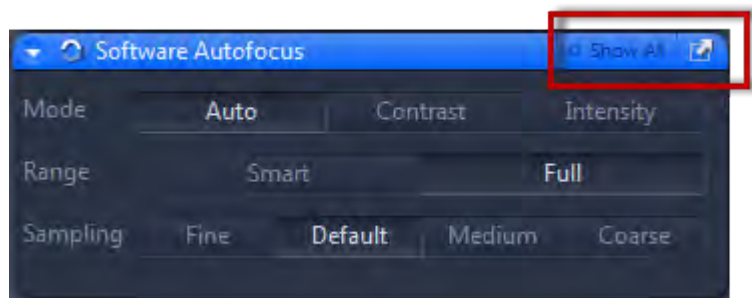 Software Autofocus Show All
Mode Auto Contrast Intensity
Range Smart Full
Sampling Fine Default Medium Coarse